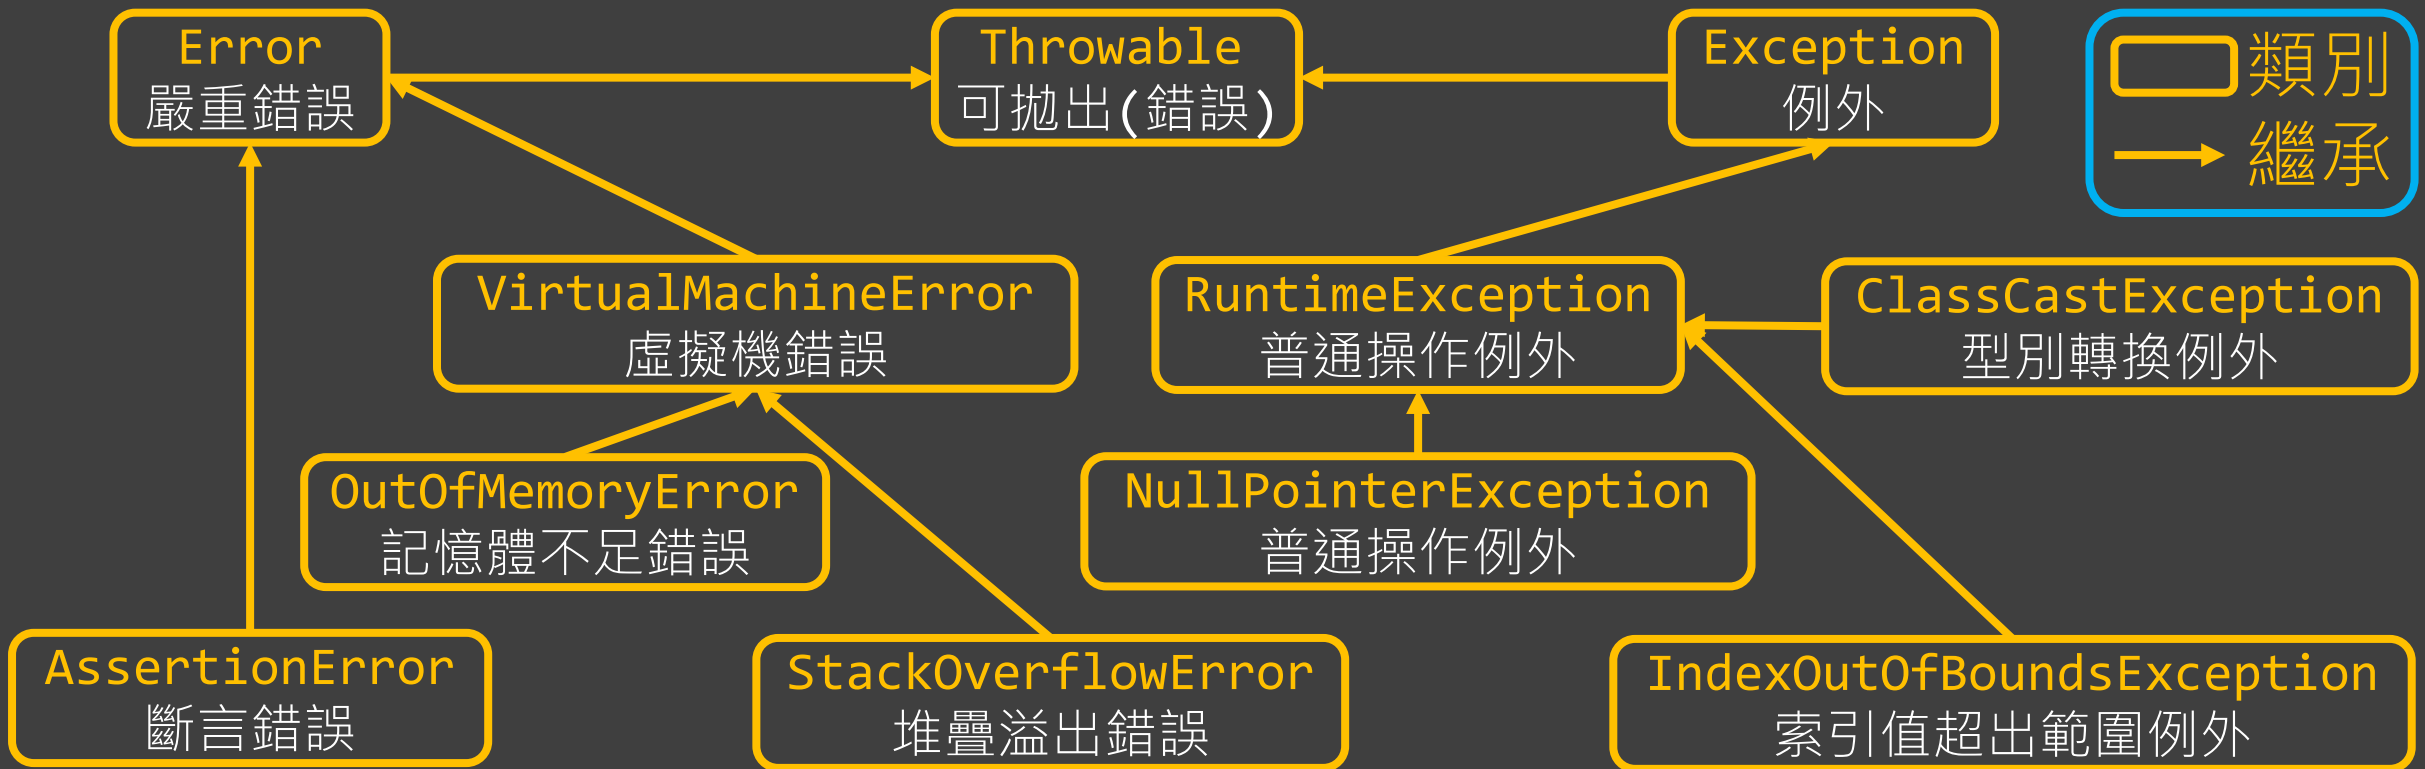 Error
嚴重錯誤
Throwable
可拋出(錯誤)
Exception
例外
類別
繼承
VirtualMachineError
虛擬機錯誤
RuntimeException
普通操作例外
ClassCastException
型別轉換例外
OutOfMemoryError
記憶體不足錯誤
NullPointerException
普通操作例外
AssertionError
斷言錯誤
StackOverflowError
堆疊溢出錯誤
IndexOutOfBoundsException
索引值超出範圍例外